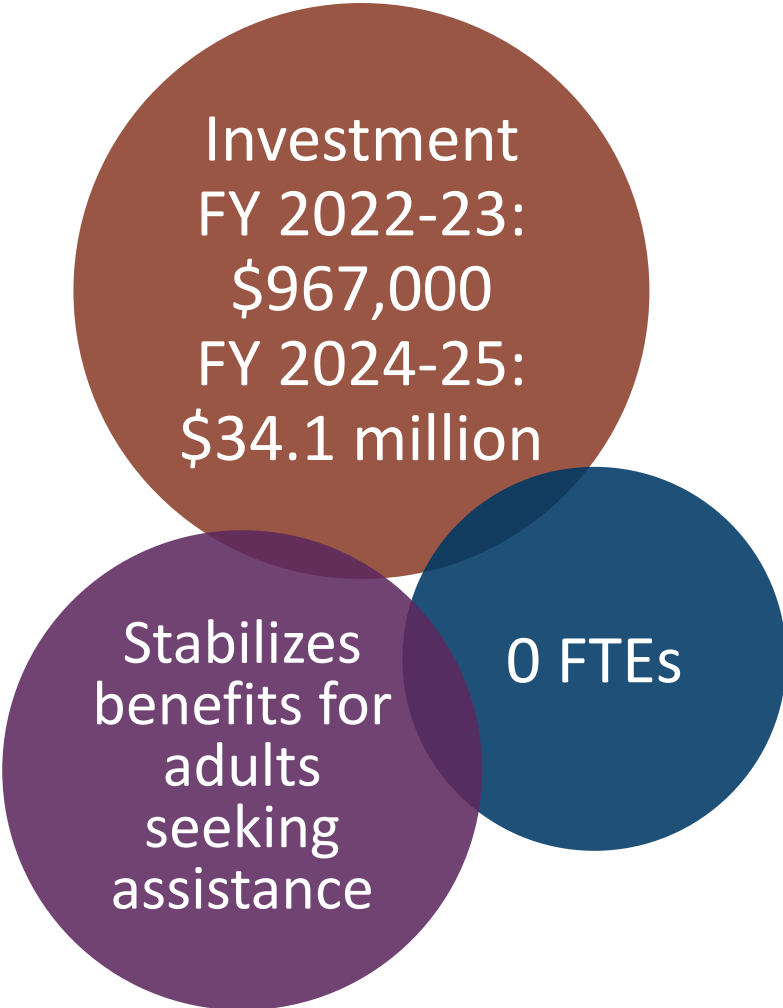 Investment
FY 2022-23:
$967,000
FY 2024-25:
$34.1 million
Stabilizes
benefits for
adults
seeking
assistance
0 FTEs